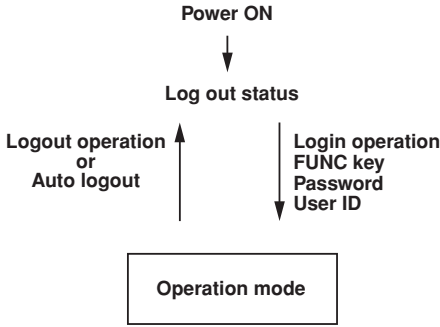 Power ON
Log out status
Logout operation
or
Auto logout
Login operation
FUNC key
Password
User ID
Operation mode